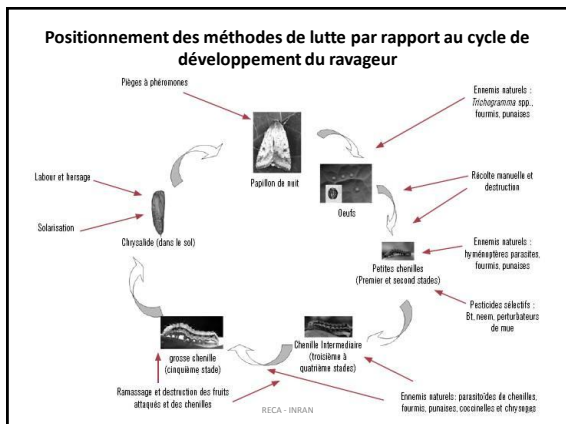 Positionnement des méthodes de lutte par rapport au cycle de
développement du ravageur
Pièges à phéromones
Ennemis naturels :
Trichogramma spp.,
fourmis, punaises
Papillon de nuit
Labour et hersage
Oeufs
Récolte manuelle et
destruction
Solarisation
Chrysalide (dans le sol)
Ennemis naturels :
hyménoptères parasites,
fourmis, punaises
Petites chenilles
(Premier et second stades)
Pesticides sélectifs :
Bt, neem, perturbateurs
de mue
Chenille Intermediaire
(troisième à
quatrième stades)
grosse chenille
(cinquième stade)
Ramassage et destruction des fruits
attaqués et des chenilles
Ennemis naturels: parasitoïdes de chenilles,
fourmis, punaises, coccinelles et chrysopes
RECA - INRAN